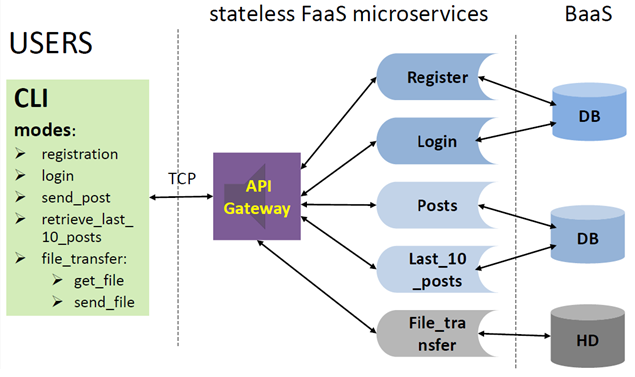 stateless FaaS microservices
BaaS
USERS
CLI
modes:
registration
login
send_post
retrieve_last_
10_posts
file_transfer:
get_file
send_file
TCP
API
Gateway
Register
Login
Posts
Last_10
_posts
File_tra
nsfer
DB
DB
HD